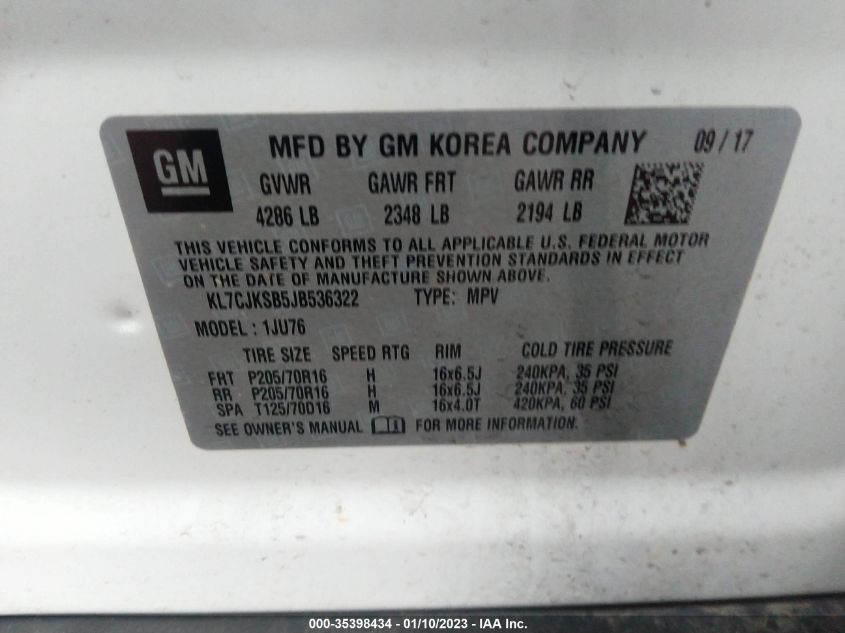 GM
MFD BY GM KOREA COMPANY 09 / 17
GVWR GAWR FRT GAWR RR
4286 LB 2348 LB 2194 LB
THIS VEHICLE CONFORMS TO ALL APPLICABLE U.S. FEDERAL MOTOR
VEHICLE SAFETY AND THEFT PREVENTION STANDARDS IN EFFECT
ON THE DATE OF MANUFACTURE SHOWN ABOVE.
KL7CJKSB5JB536322 TYPE: MPV
MODEL : 1JU76
TIRE SIZE SPEED RTG RIM COLD TIRE PRESSURE
FRT P205/70R16 H 16x6.5J 240KPA, 35 PSI
RR P205/70R16 H 16x6.5J 240KPA, 35 PSI
SPA T125/70D16 M 16x4.0T 420KPA, 60 PSI
SEE OWNER'S MANUAL FOR MORE INFORMATION.
000-35398434 - 01/10/2023 - IAA Inc.